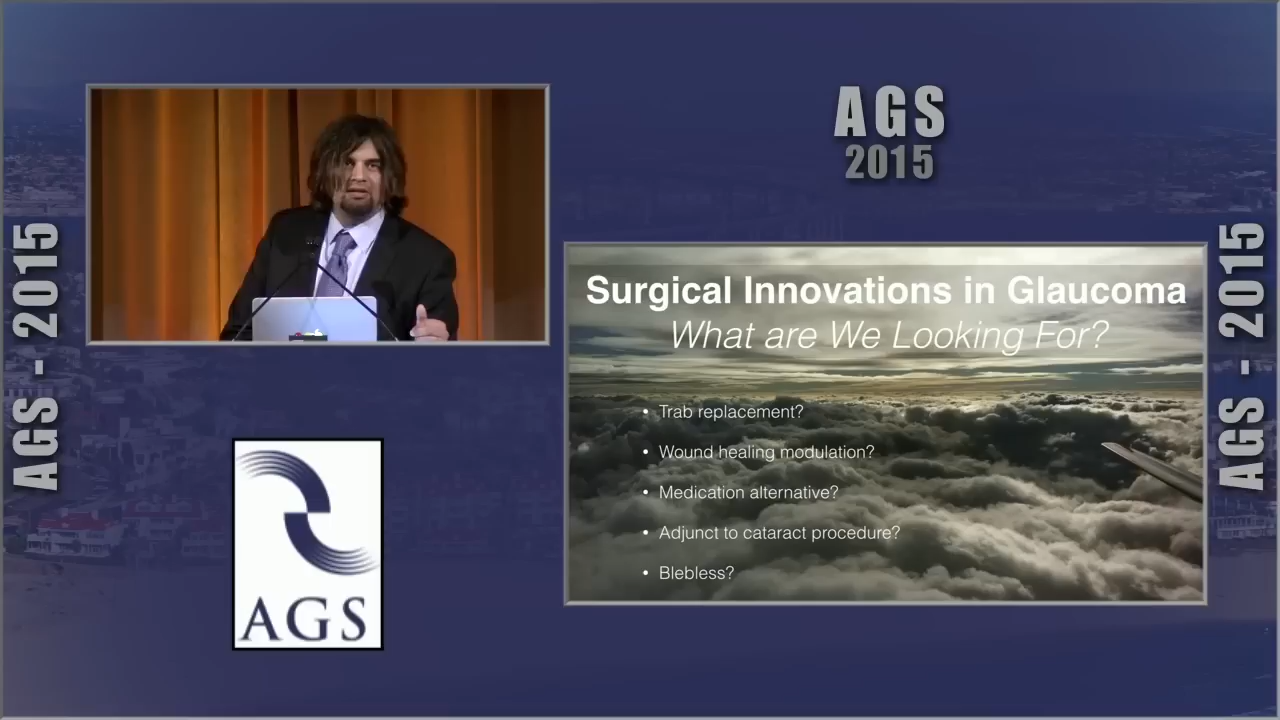 AGS
2015
AGS - 2015
Surgical Innovations in Glaucoma
What are We Looking For?
• Trab replacement?
• Wound healing modulation?
• Medication alternative?
• Adjunct to cataract procedure?
• Blebless?
AGS - 2015
AGS